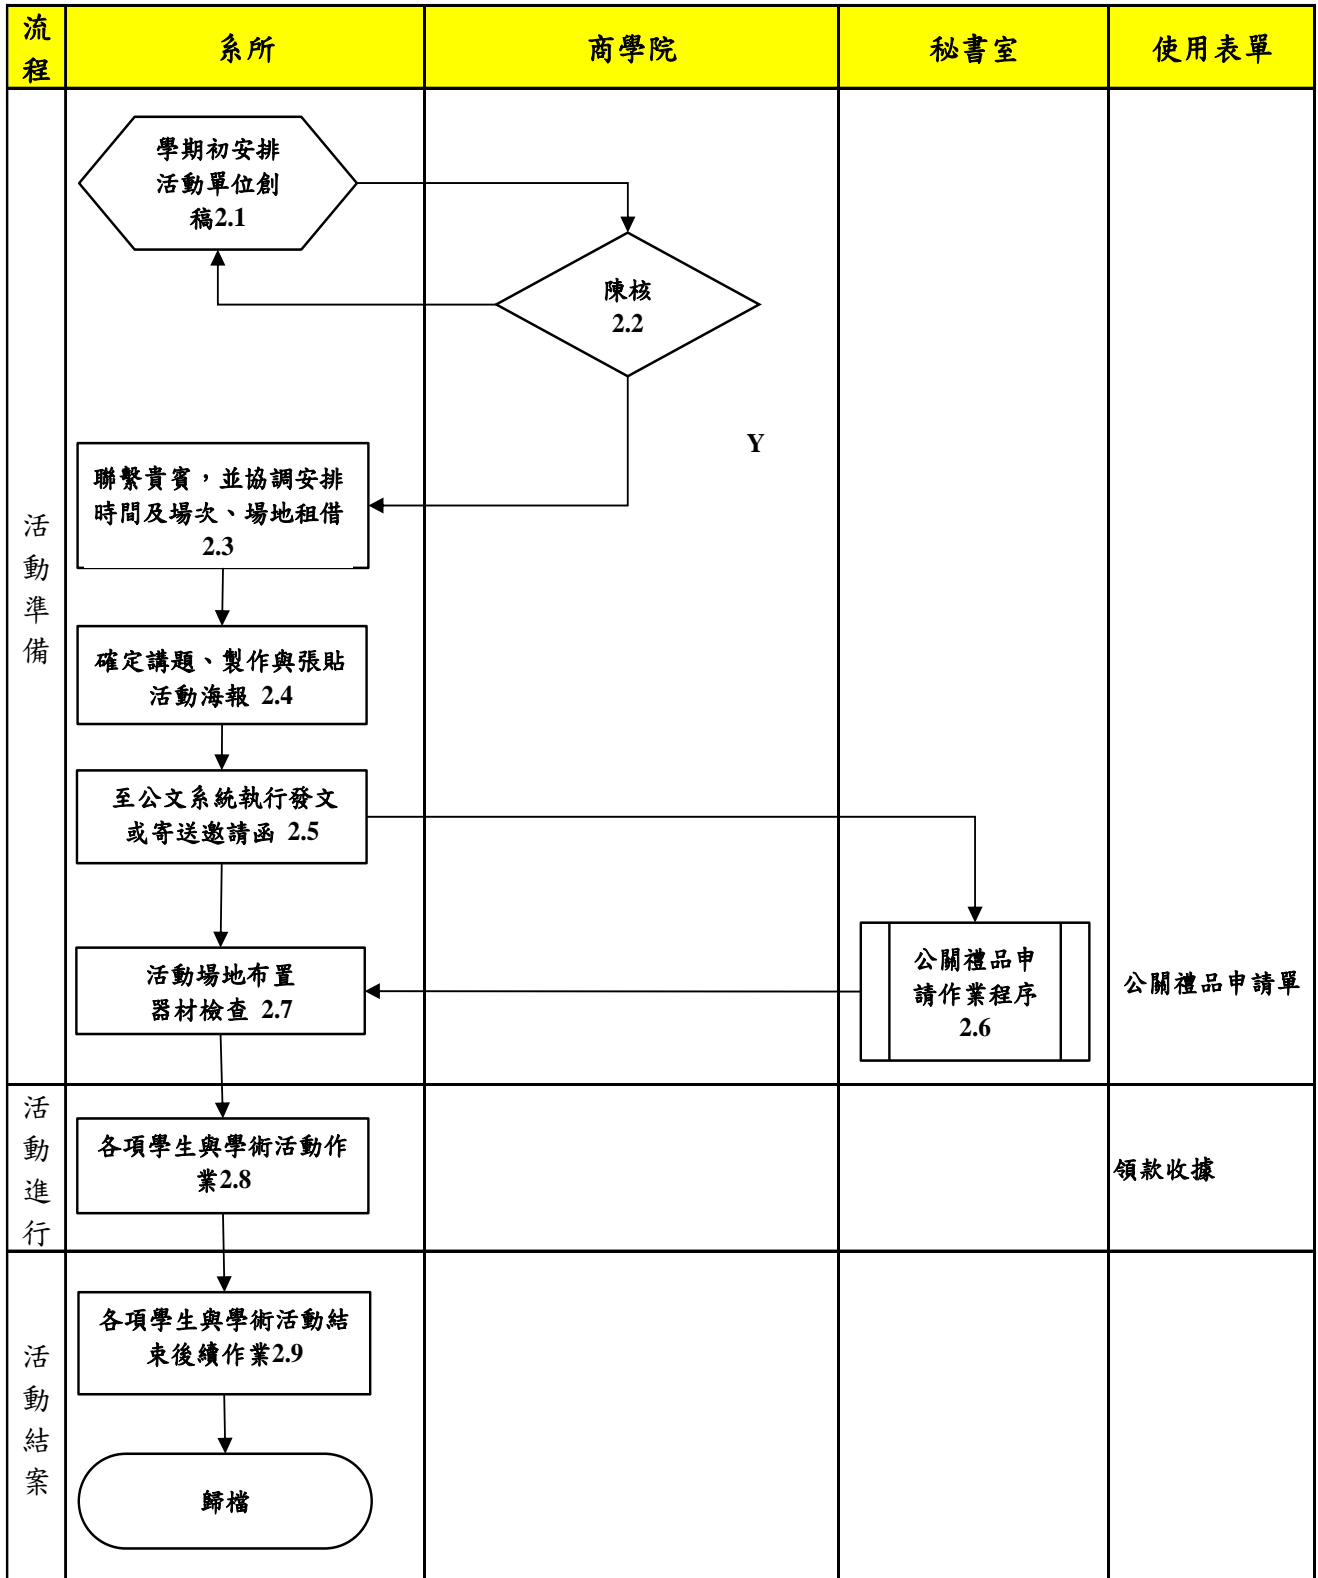 流
程
系所
商學院
秘書室
使用表單
學期初安排
活動單位創
稿2.1
陳核
2.2
Y
活
動
準
備
聯繫貴賓，並協調安排
時間及場次、場地租借
2.3
確定講題、製作與張貼
活動海報 2.4
至公文系統執行發文
或寄送邀請函 2.5
公關禮品申
請作業程序
2.6
公關禮品申請單
活動場地布置
器材檢查 2.7
活
動
進
行
各項學生與學術活動作
業2.8
領款收據
活
動
結
案
各項學生與學術活動結
束後續作業2.9
歸檔